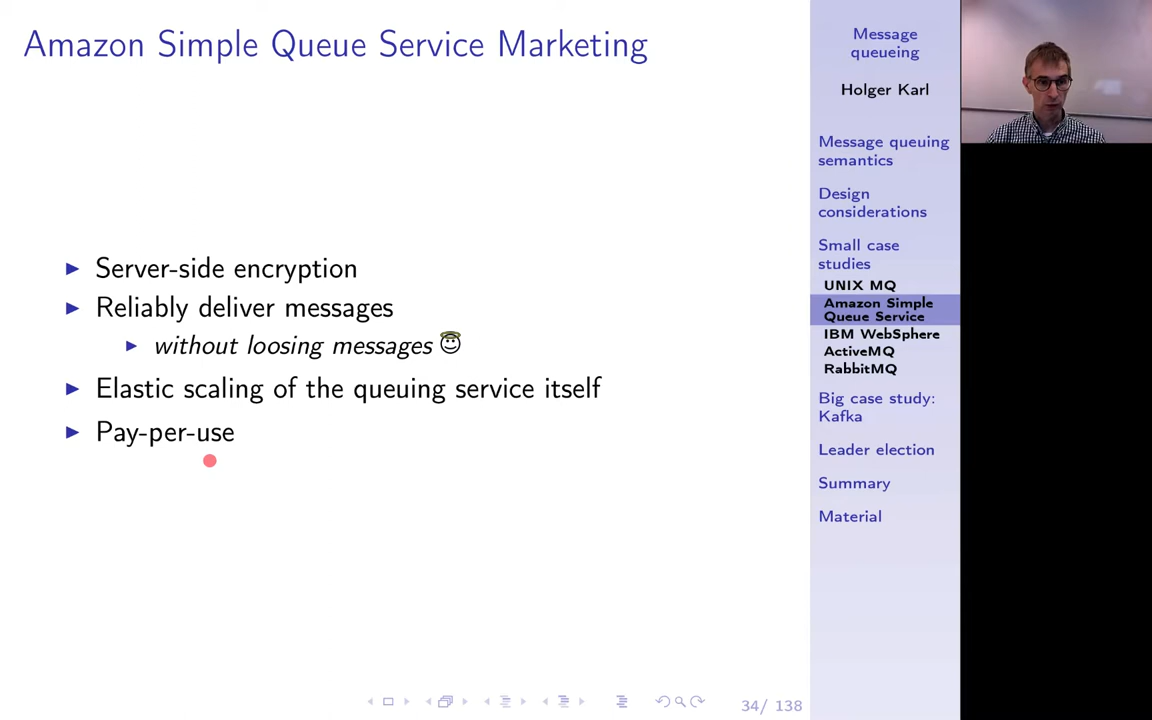 Amazon Simple Queue Service Marketing
Server-side encryption
Reliably deliver messages
without loosing messages
Elastic scaling of the queuing service itself
Pay-per-use
34/ 138
Message
queueing
Holger Karl
Message queuing
semantics
Design
considerations
Small case
studies
UNIX MQ
Amazon Simple
Queue Service
IBM WebSphere
ActiveMQ
RabbitMQ
Big case study:
Kafka
Leader election
Summary
Material